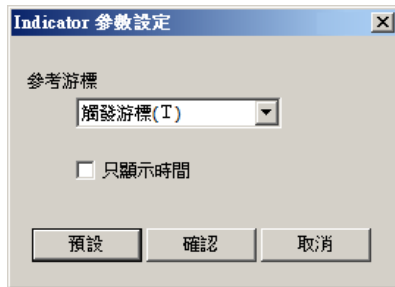 Indicator 參數設定
參考游標
觸發游標(T)
只顯示時間
預設 確認 取消